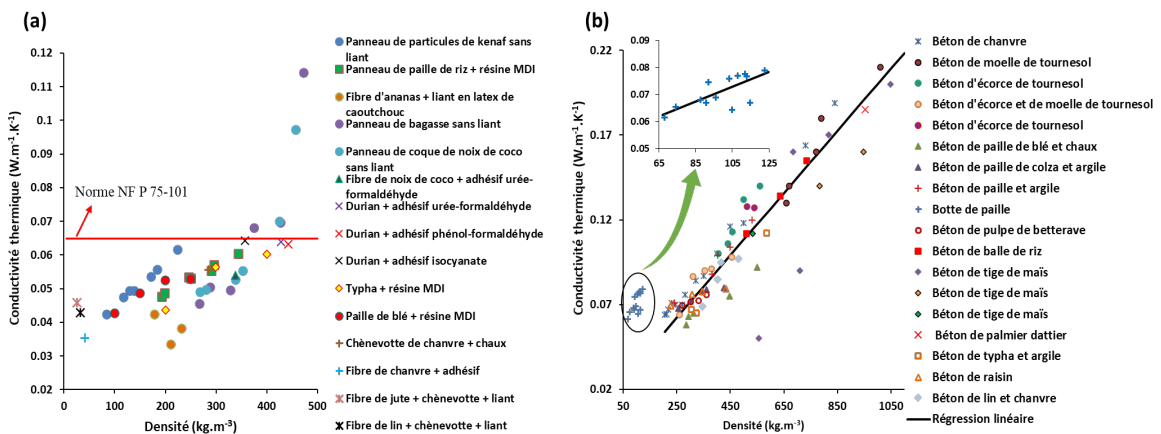 (a)
Conductivité thermique (W.m-1.K-1)
0.12
0.11
0.10
0.09
0.08
0.07
0.06
0.05
0.04
0.03
0.02
Norme NF P 75-101
0
100
200
300
400
500
Densité (kg.m-3)
Panneau de particules de kenaf sans
liant
Panneau de paille de riz + résine MDI
Fibre d'ananas + liant en latex de
caoutchouc
Panneau de bagasse sans liant
Panneau de coque de noix de coco
sans liant
Fibre de noix de coco + adhésif urée-
formaldéhyde
Durian + adhésif urée-formaldéhyde
Durian + adhésif phénol-formaldéhyde
Durian + adhésif isocyanate
Typha + résine MDI
Paille de blé + résine MDI
Chènevotte de chanvre + chaux
Fibre de chanvre + adhésif
Fibre de jute + chènevotte + liant
Fibre de lin + chènevotte + liant
(b)
Conductivité thermique (W.m-1.K-1)
0.22
0.17
0.12
0.07
0.02
0.09
0.08
0.07
0.06
0.05
65
85
105
125
50
250
450
650
850
1050
Densité (kg.m-3)
Béton de chanvre
Béton de moelle de tournesol
Béton d'écorce de tournesol
Béton d'écorce et de moelle de tournesol
Béton d'écorce de tournesol
Béton de paille de blé et chaux
Béton de paille de colza et argile
Béton de paille et argile
Botte de paille
Béton de pulpe de betterave
Béton de balle de riz
Béton de tige de maïs
Béton de tige de maïs
Béton de tige de maïs
Béton de palmier dattier
Béton de typha et argile
Béton de raisin
Béton de lin et chanvre
Régression linéaire